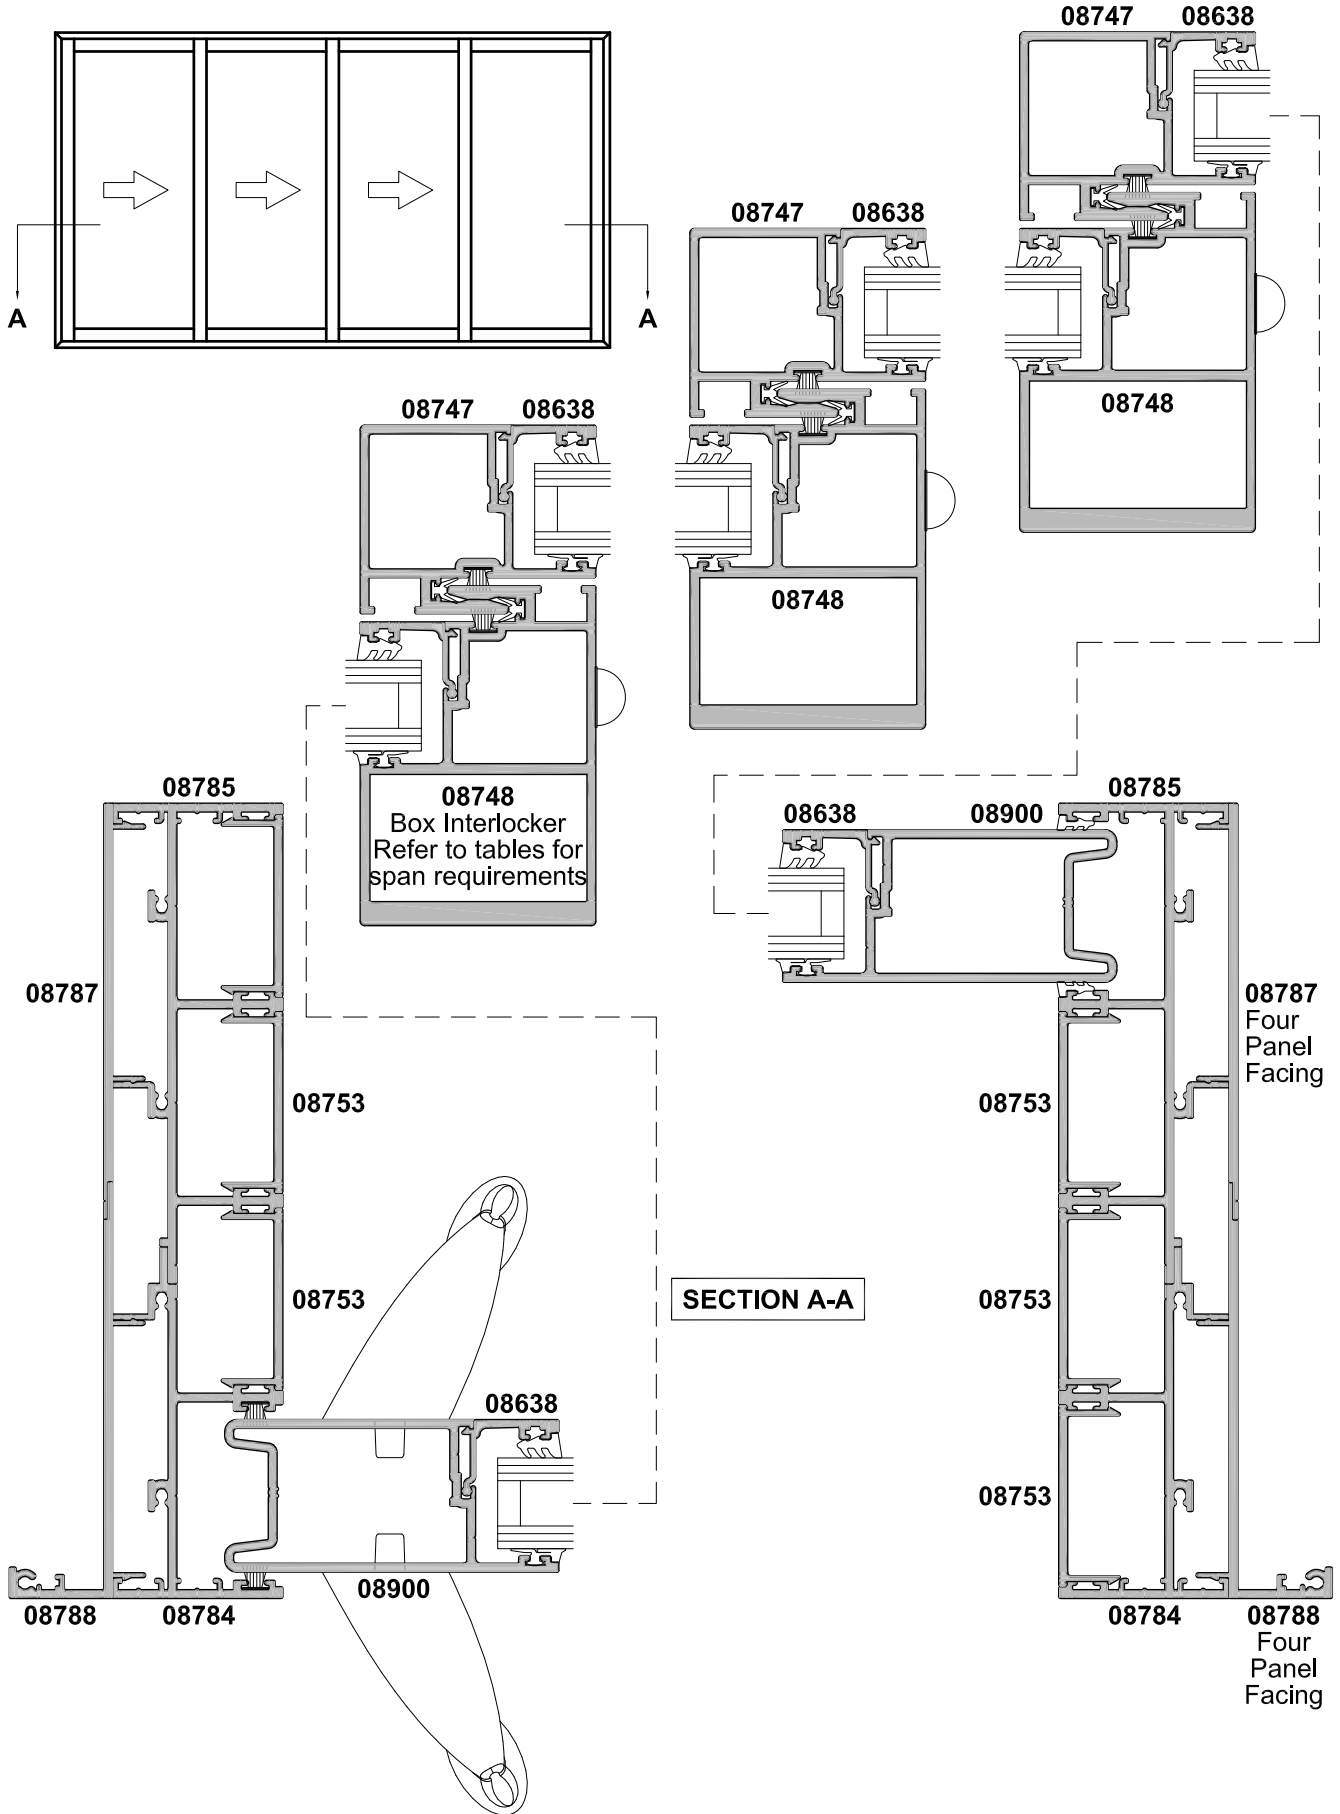 08747 08638
A A
08747 08638
08748
08747 08638
08748
08785
08748
Box Interlocker
Refer to tables for
span requirements
08785
08638 08900
08787
08787
Four
Panel
Facing
08753
08753
08753
SECTION A-A
08753
08638
08753
08900
08788 08784
08784 08788
Four
Panel
Facing